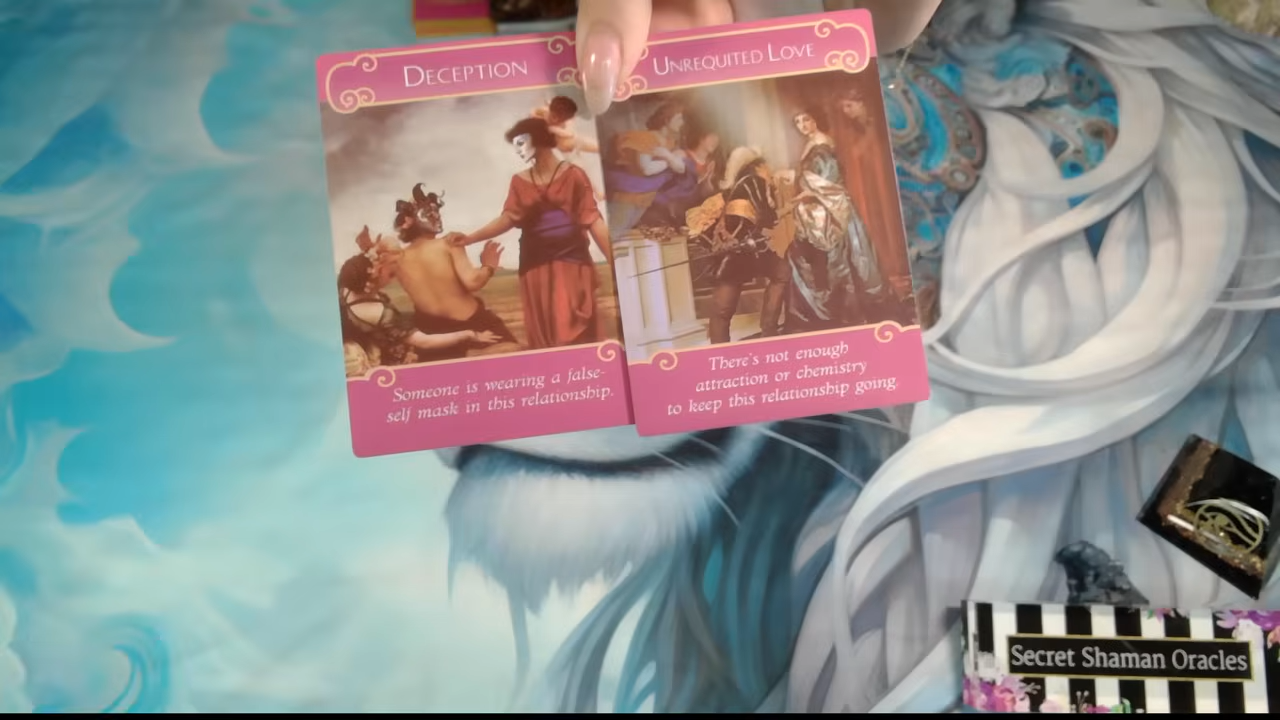 DECEPTION
Someone is wearing a false-
self mask in this relationship.
UNREQUITED LOVE
There's not enough
attraction or chemistry
to keep this relationship going.
Secret Shaman Oracles